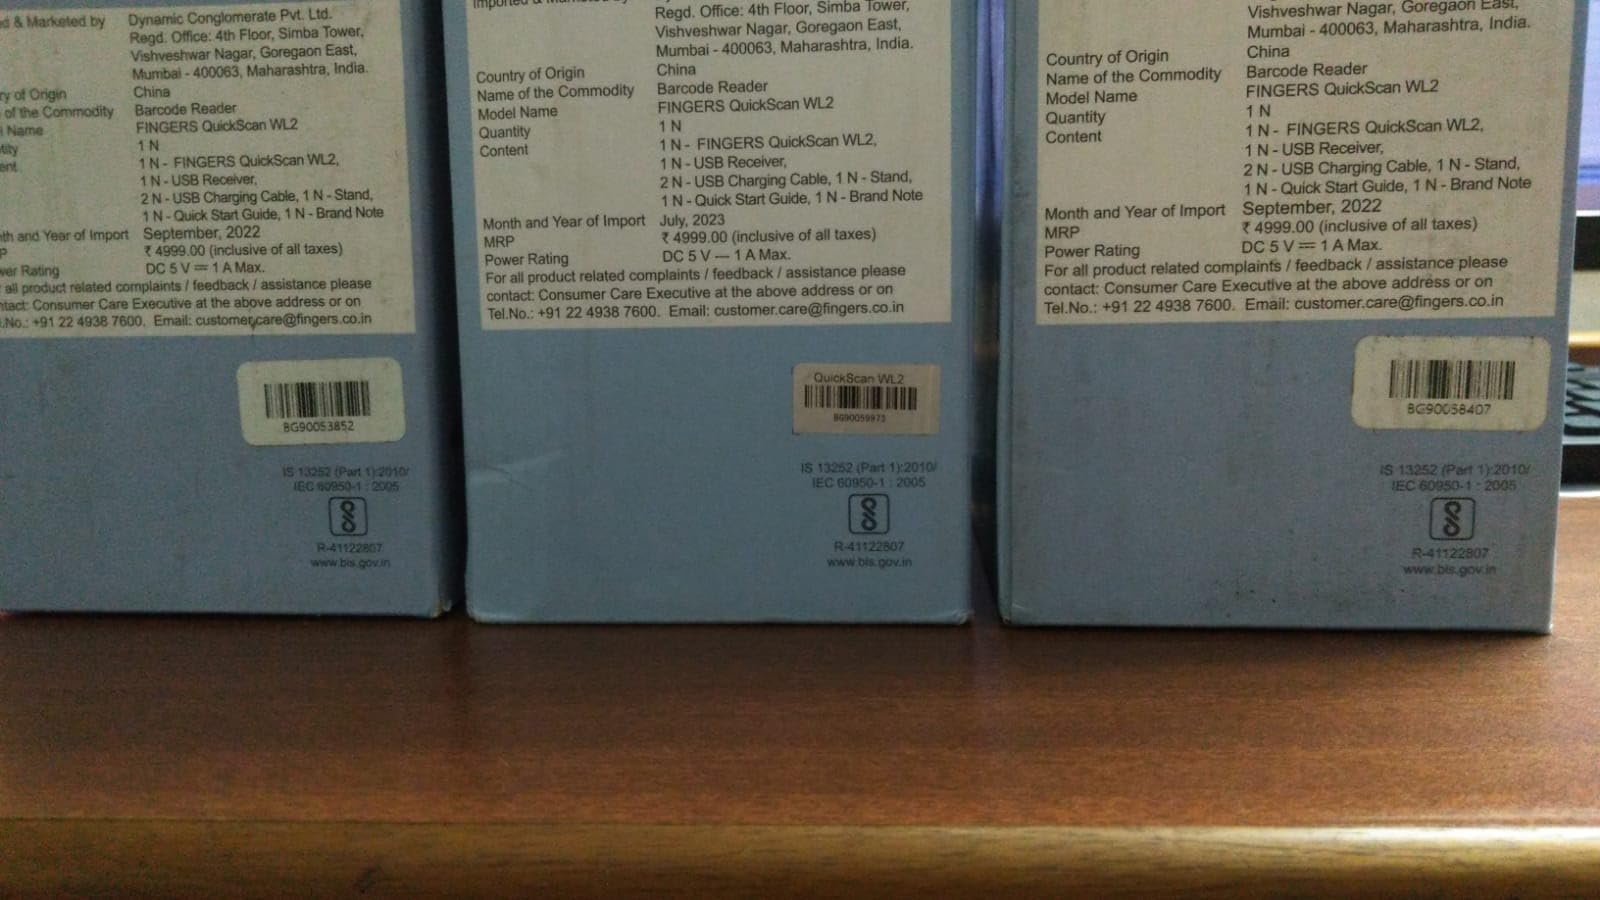 ed & Marketed by Dynamic Conglomerate Pvt. Ltd.
Regd. Office: 4th Floor, Simba Tower,
Vishveshwar Nagar, Goregaon East,
Mumbai - 400063, Maharashtra, India.
ry of Origin China
of the Commodity Barcode Reader
l Name FINGERS QuickScan WL2
tity 1 N
ent 1 N - FINGERS QuickScan WL2,
1 N - USB Receiver,
2 N - USB Charging Cable, 1 N - Stand,
1 N - Quick Start Guide, 1 N - Brand Note
nth and Year of Import September, 2022
P ₹ 4999.00 (inclusive of all taxes)
wer Rating DC 5 V ⎓ 1 A Max.
all product related complaints / feedback / assistance please
ntact: Consumer Care Executive at the above address or on
l.No.: +91 22 4938 7600. Email: customer.care@fingers.co.in
BG90053852
IS 13252 (Part 1):2010/
IEC 60950-1 : 2005
R-41122807
www.bis.gov.in
Imported & Marketed by
Regd. Office: 4th Floor, Simba Tower,
Vishveshwar Nagar, Goregaon East,
Mumbai - 400063, Maharashtra, India.
Country of Origin China
Name of the Commodity Barcode Reader
Model Name FINGERS QuickScan WL2
Quantity 1 N
Content 1 N - FINGERS QuickScan WL2,
1 N - USB Receiver,
2 N - USB Charging Cable, 1 N - Stand,
1 N - Quick Start Guide, 1 N - Brand Note
Month and Year of Import July, 2023
MRP ₹ 4999.00 (inclusive of all taxes)
Power Rating DC 5 V ⎓ 1 A Max.
For all product related complaints / feedback / assistance please
contact: Consumer Care Executive at the above address or on
Tel.No.: +91 22 4938 7600. Email: customer.care@fingers.co.in
QuickScan WL2
BG90059973
IS 13252 (Part 1):2010/
IEC 60950-1 : 2005
R-41122807
www.bis.gov.in
Vishveshwar Nagar, Goregaon East,
Mumbai - 400063, Maharashtra, India.
Country of Origin China
Name of the Commodity Barcode Reader
Model Name FINGERS QuickScan WL2
Quantity 1 N
Content 1 N - FINGERS QuickScan WL2,
1 N - USB Receiver,
2 N - USB Charging Cable, 1 N - Stand,
1 N - Quick Start Guide, 1 N - Brand Note
Month and Year of Import September, 2022
MRP ₹ 4999.00 (inclusive of all taxes)
Power Rating DC 5 V ⎓ 1 A Max.
For all product related complaints / feedback / assistance please
contact: Consumer Care Executive at the above address or on
Tel.No.: +91 22 4938 7600. Email: customer.care@fingers.co.in
BG90058407
IS 13252 (Part 1):2010/
IEC 60950-1 : 2005
R-41122807
www.bis.gov.in